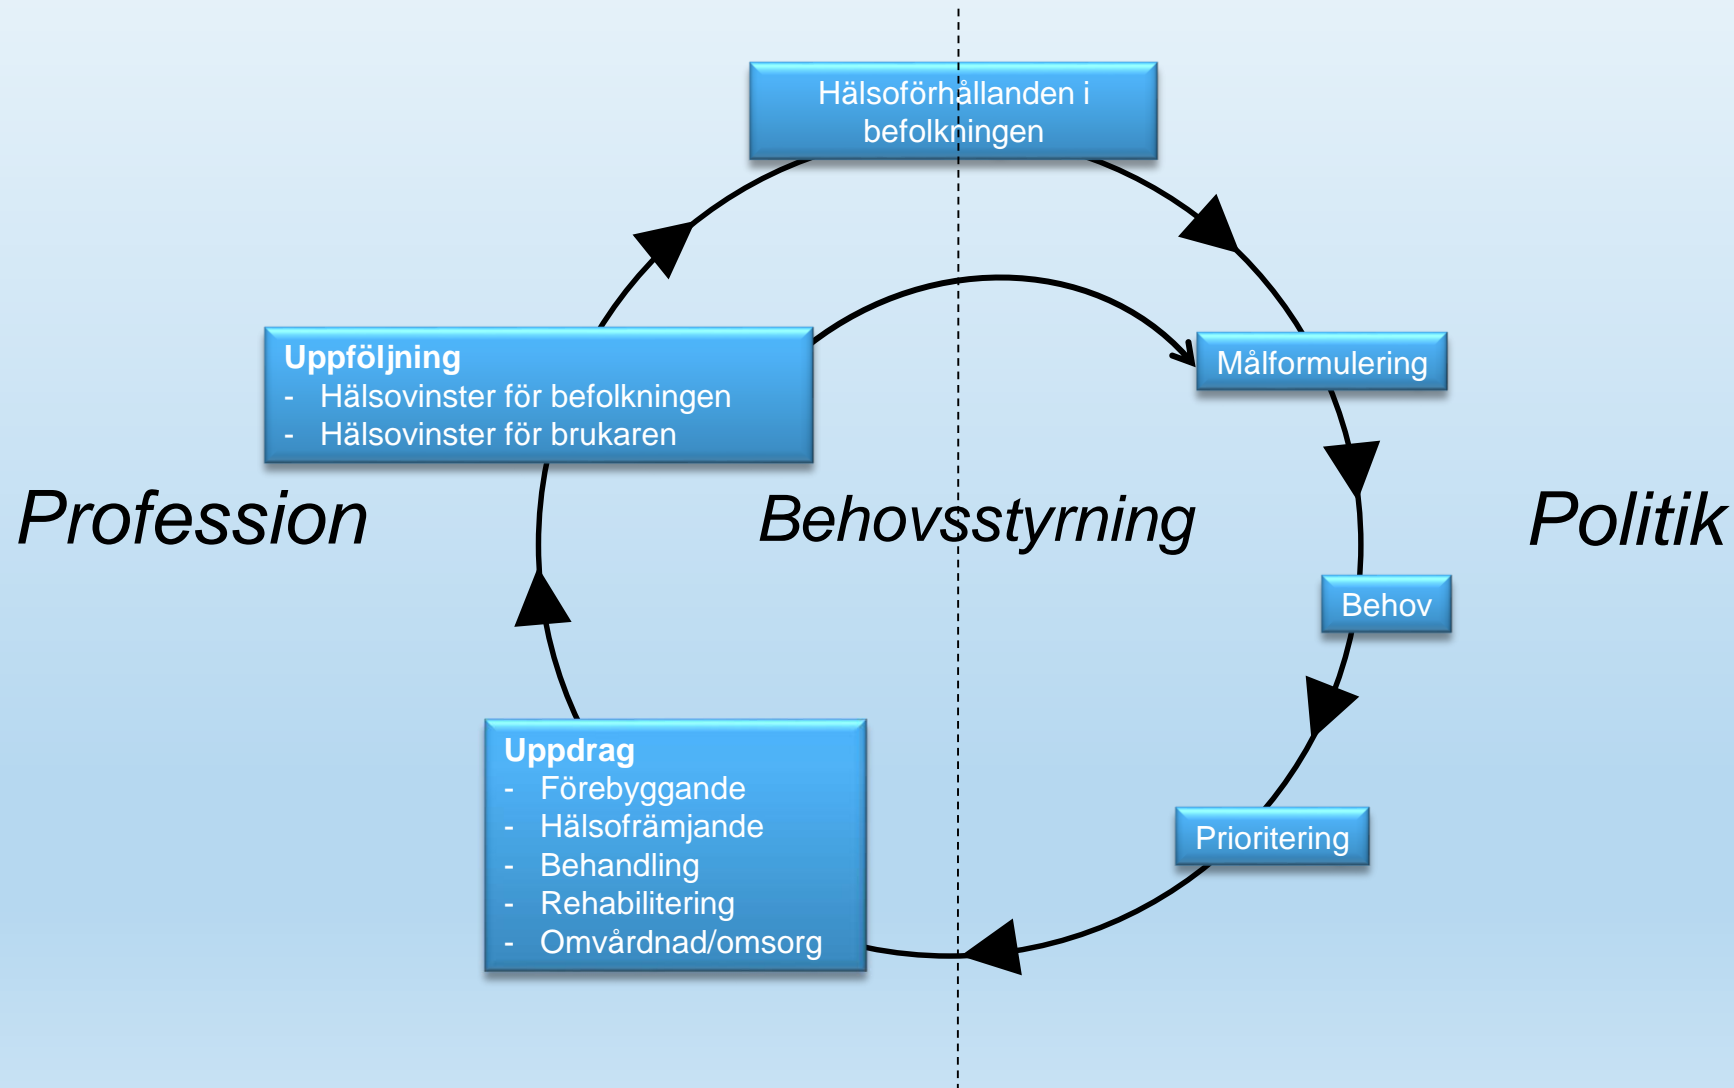 Hälsoförhållanden i
befolkningen
Uppföljning
- Hälsovinster för befolkningen
- Hälsovinster för brukaren
Målformulering
Profession
Behovsstyrning
Politik
Behov
Uppdrag
- Förebyggande
- Hälsofrämjande
- Behandling
- Rehabilitering
- Omvårdnad/omsorg
Prioritering